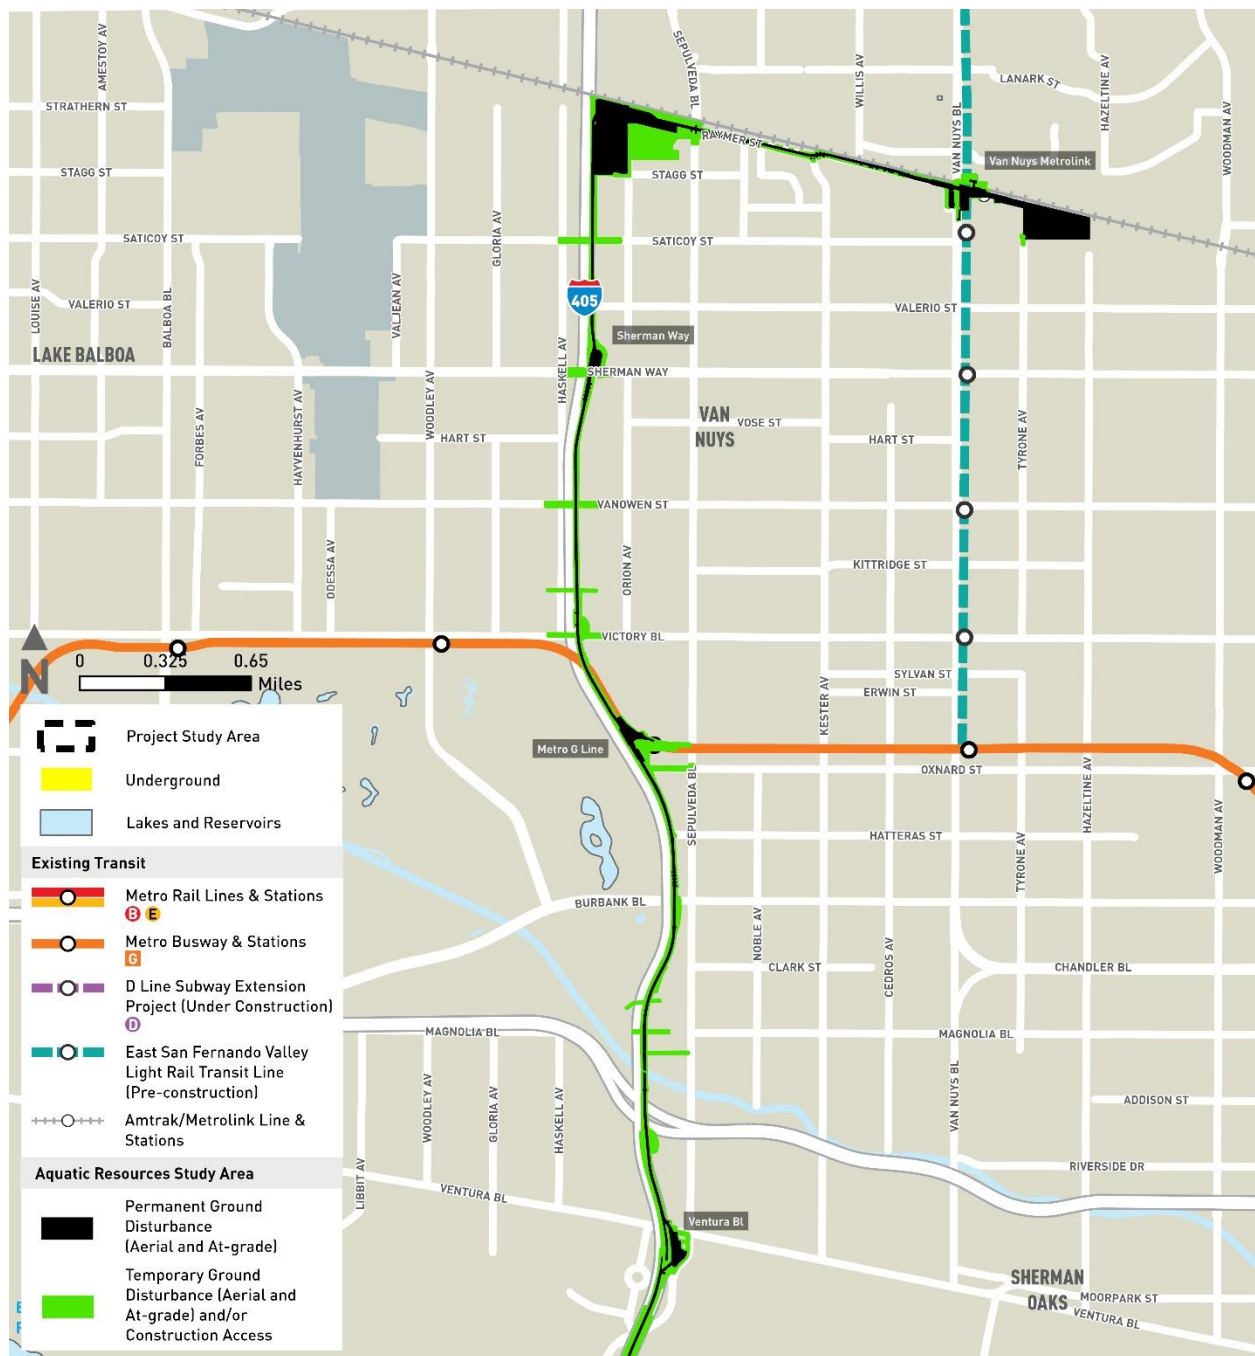 AMESTOY AV
SEPULVEDA BL
WILLIS AV
LANARK ST
HAZELTINE AV
WOODMAN AV
STRATHERN ST
VAN NUYS BL
RAYMER ST
Van Nuys Metrolink
STAGG ST
STAGG ST
GLORIA AV
SATICOY ST
SATICOY ST
LOUISE AV
VALERIO ST
BALBOA BL
VALJEAN AV
405
VALERIO ST
Sherman Way
LAKE BALBOA
HASKELL AV
SHERMAN WAY
WOODLEY AV
FORBES AV
HAYVENHURST AV
VAN
NUYS
VOSE ST
HART ST
HART ST
TYRONE AV
VANOWEN ST
ODESSA AV
ORION AV
KITTRIDGE ST
VICTORY BL
N
0 0.325 0.65
Miles
SYLVAN ST
ERWIN ST
KESTER AV
Metro G Line
OXNARD ST
SEPULVEDA BL
HAZELTINE AV
HATTERAS ST
TYRONE AV
WOODMAN AV
BURBANK BL
NOBLE AV
CEDROS AV
CLARK ST
CHANDLER BL
MAGNOLIA BL
MAGNOLIA BL
WOODLEY AV
GLORIA AV
HASKELL AV
VAN NUYS BL
ADDISON ST
RIVERSIDE DR
LIBBIT AV
VENTURA BL
Ventura Bl
SHERMAN
OAKS
MOORPARK ST
VENTURA BL
Project Study Area
Underground
Lakes and Reservoirs
Existing Transit
Metro Rail Lines & Stations
B E
Metro Busway & Stations
G
D Line Subway Extension
Project (Under Construction)
D
East San Fernando Valley
Light Rail Transit Line
(Pre-construction)
Amtrak/Metrolink Line &
Stations
Aquatic Resources Study Area
Permanent Ground
Disturbance
(Aerial and At-grade)
Temporary Ground
Disturbance (Aerial and
At-grade) and/or
Construction Access